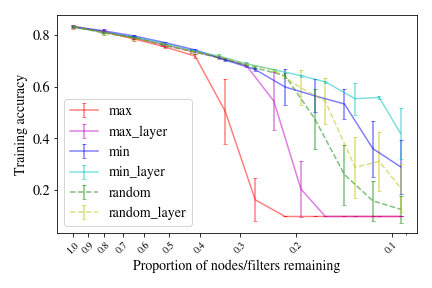 0.8
0.6
0.4
0.2
Training accuracy
max
max_layer
min
min_layer
random
random_layer
1.0 0.9 0.8 0.7 0.6 0.5 0.4 0.3 0.2 0.1
Proportion of nodes/filters remaining